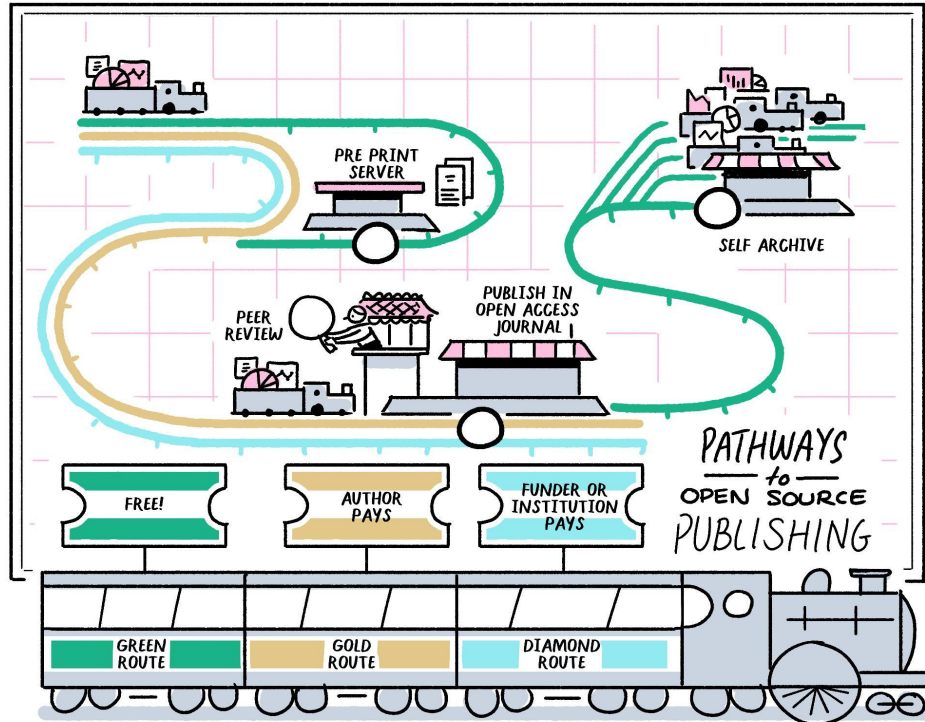 PRE PRINT
SERVER
SELF ARCHIVE
PEER
REVIEW
PUBLISH IN
OPEN ACCESS
JOURNAL
PATHWAYS
to
OPEN SOURCE
PUBLISHING
FREE!
AUTHOR
PAYS
FUNDER OR
INSTITUTION
PAYS
GREEN
ROUTE
GOLD
ROUTE
DIAMOND
ROUTE